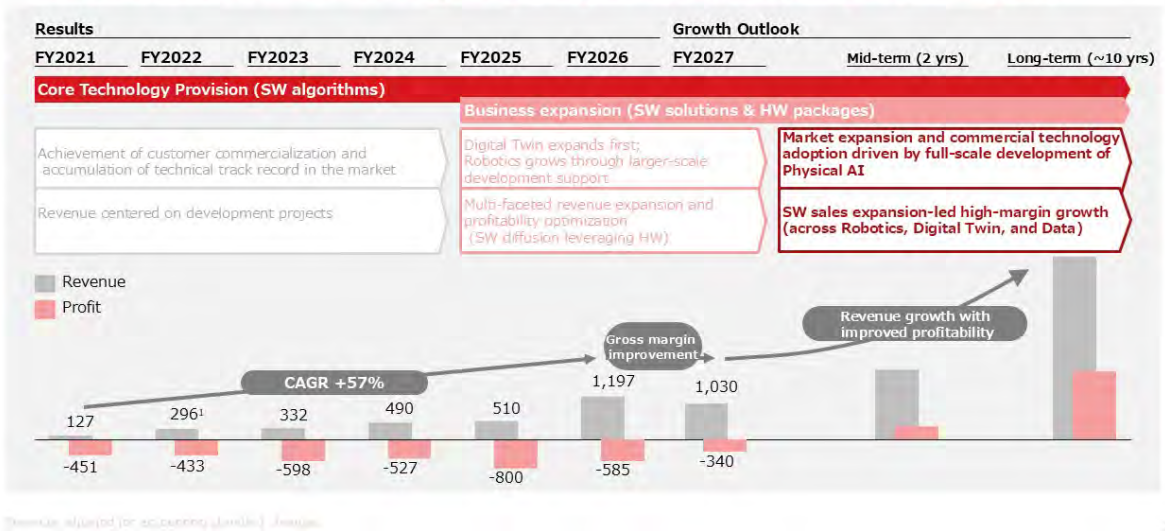 Results
Growth Outlook
FY2021
FY2022
FY2023
FY2024
FY2025
FY2026
FY2027
Mid-term (2 yrs)
Long-term (~10 yrs)
Core Technology Provision (SW algorithms)
Business expansion (SW solutions & HW packages)
Achievement of customer commercialization and
accumulation of technical track record in the market
Digital Twin expands first;
Robotics grows through larger-scale
development support
Market expansion and commercial technology
adoption driven by full-scale development of
Physical AI
Revenue centered on development projects
Multi-faceted revenue expansion and
profitability optimization
(SW diffusion leveraging HW)
SW sales expansion-led high-margin growth
(across Robotics, Digital Twin, and Data)
Revenue
Profit
CAGR +57%
Gross margin
improvement
Revenue growth with
improved profitability
127
296¹
332
490
510
1,197
1,030
-451
-433
-598
-527
-800
-585
-340
Revenue adjusted for accounting standard changes